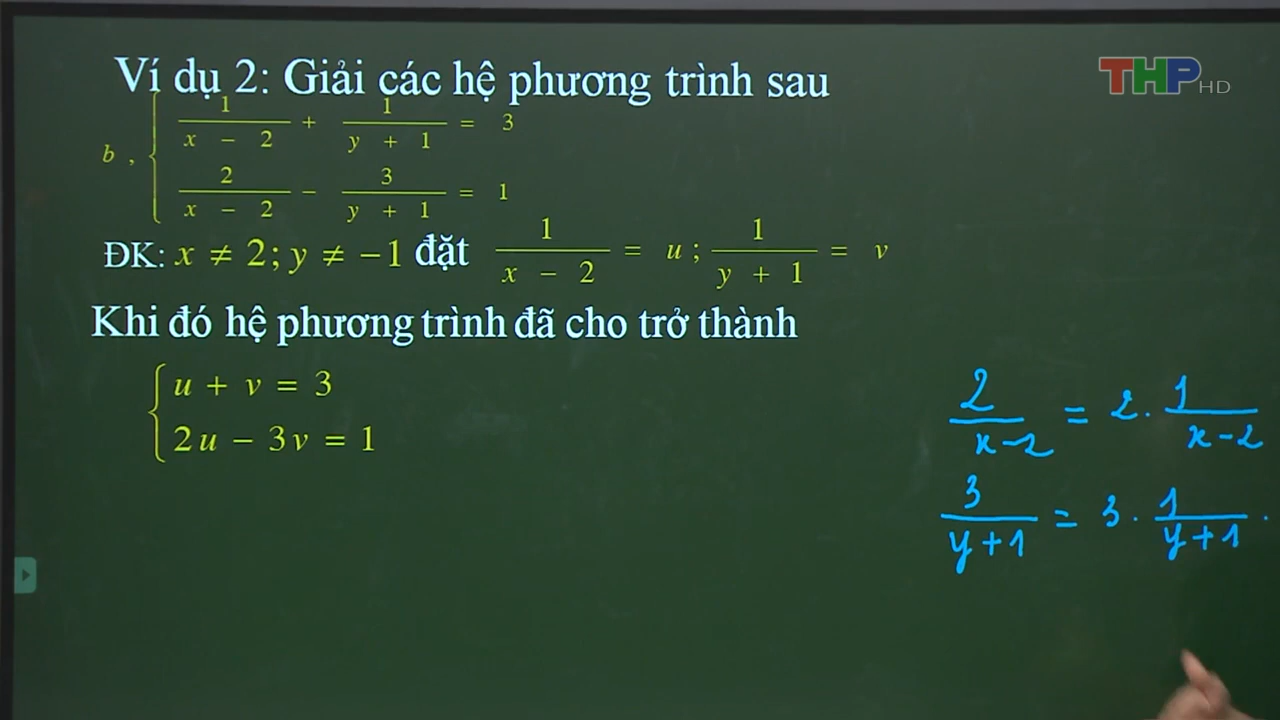 Ví dụ 2: Giải các hệ phương trình sau
THP HD
b, { 1/(x - 2) + 1/(y + 1) = 3
2/(x - 2) - 3/(y + 1) = 1
ĐK: x ≠ 2; y ≠ -1 đặt 1/(x - 2) = u; 1/(y + 1) = v
Khi đó hệ phương trình đã cho trở thành
{ u + v = 3
2u - 3v = 1
2/(x-2) = 2. 1/(x-2)
3/(y+1) = 3. 1/(y+1).